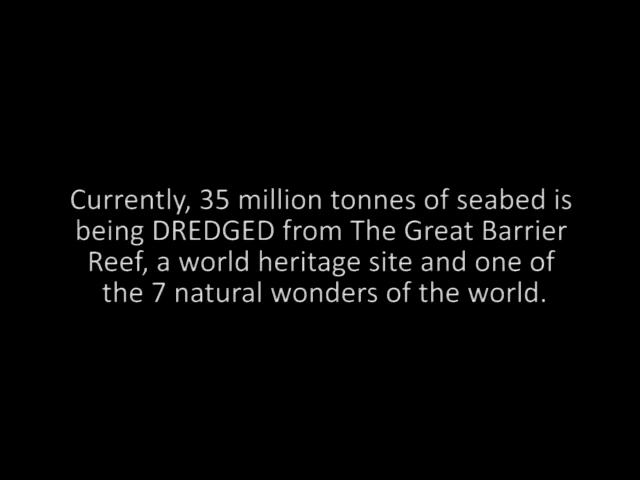 Currently, 35 million tonnes of seabed is
being DREDGED from The Great Barrier
Reef, a world heritage site and one of
the 7 natural wonders of the world.